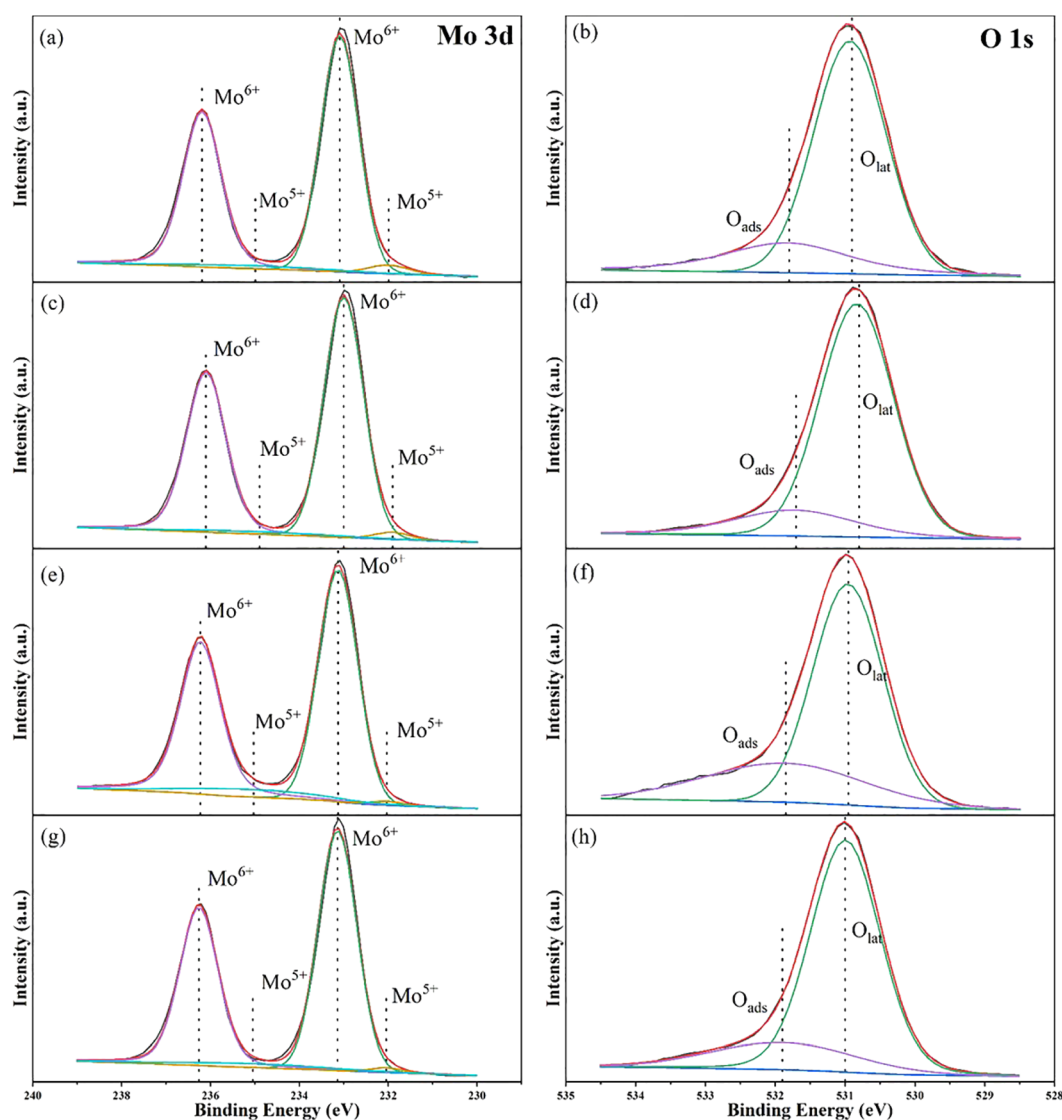 (a)
Mo 3d
Mo6+
Mo6+
Mo5+
Mo5+
Intensity (a.u.)
(b)
O 1s
Olat
Oads
Intensity (a.u.)
(c)
Mo6+
Mo6+
Mo5+
Mo5+
Intensity (a.u.)
(d)
Olat
Oads
Intensity (a.u.)
(e)
Mo6+
Mo6+
Mo5+
Mo5+
Intensity (a.u.)
(f)
Olat
Oads
Intensity (a.u.)
(g)
Mo6+
Mo6+
Mo5+
Mo5+
Intensity (a.u.)
240 238 236 234 232 230
Binding Energy (eV)
(h)
Olat
Oads
Intensity (a.u.)
535 534 533 532 531 530 529 528
Binding Energy (eV)